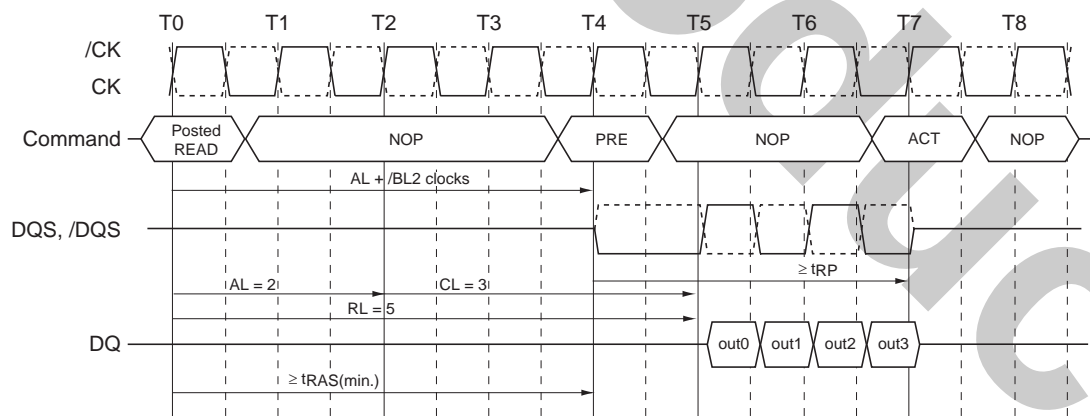 T0 T1 T2 T3 T4 T5 T6 T7 T8
/CK
CK
Command Posted READ NOP PRE NOP ACT NOP
AL + /BL2 clocks
DQS, /DQS
≥ tRP
AL = 2 CL = 3
RL = 5
DQ out0 out1 out2 out3
≥ tRAS(min.)